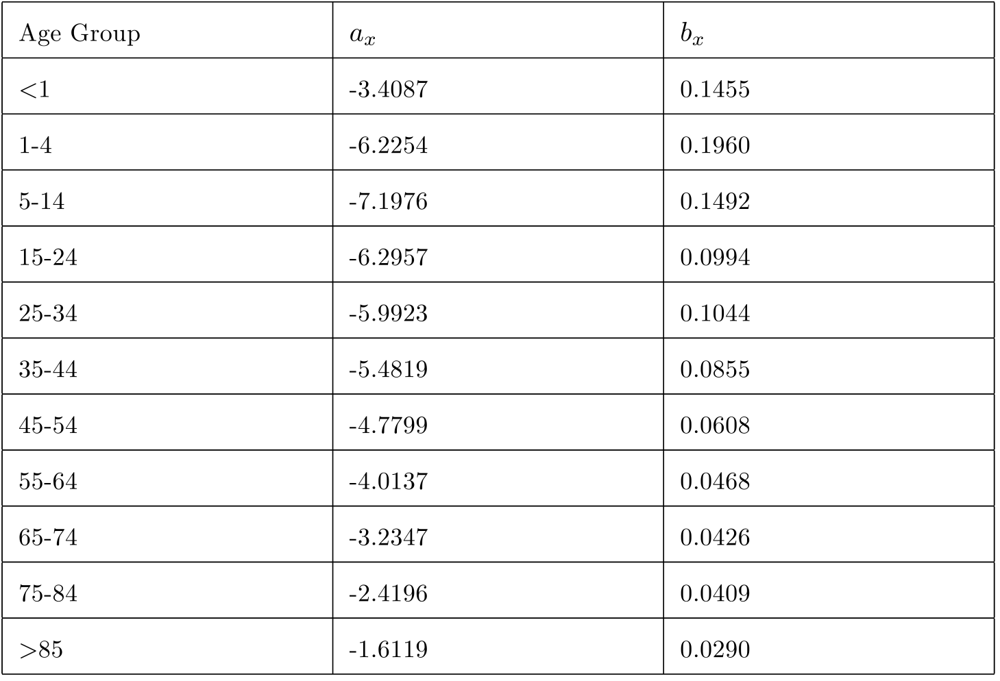 Age Group a_x b_x
<1 -3.4087 0.1455
1-4 -6.2254 0.1960
5-14 -7.1976 0.1492
15-24 -6.2957 0.0994
25-34 -5.9923 0.1044
35-44 -5.4819 0.0855
45-54 -4.7799 0.0608
55-64 -4.0137 0.0468
65-74 -3.2347 0.0426
75-84 -2.4196 0.0409
>85 -1.6119 0.0290